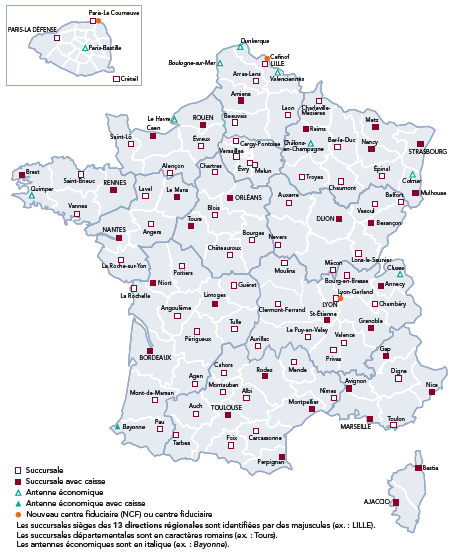 Paris-La Courneuve
PARIS-LA DÉFENSE
Paris-Bastille
Créteil
Dunkerque
Cafinof
Boulogne-sur-Mer
LILLE
Arras-Lens
Valenciennes
Amiens
Le Havre
ROUEN
Laon
Charleville-
Mézières
Saint-Lô
Caen
Beauvais
Reims
Metz
Évreux
Cergy-Pontoise
Versailles
Châlons-
en-Champagne
Bar-le-Duc
Nancy
STRASBOURG
Brest
Saint-Brieuc
Alençon
Chartres
Évry
Melun
Troyes
Épinal
Colmar
Quimper
RENNES
Laval
Le Mans
ORLÉANS
Auxerre
Chaumont
Belfort
Mulhouse
Vannes
Blois
Vesoul
Angers
Tours
DIJON
Besançon
NANTES
Bourges
Nevers
Châteauroux
Lons-le-Saunier
La Roche-sur-Yon
Poitiers
Moulins
Mâcon
Cluses
Bourg-en-Bresse
Niort
Guéret
Lyon-Gerland
Annecy
La Rochelle
Limoges
Clermont-Ferrand
LYON
Chambéry
Angoulême
St-Étienne
Tulle
Grenoble
Périgueux
Le Puy-en-Velay
Valence
Aurillac
BORDEAUX
Privas
Gap
Cahors
Rodez
Mende
Agen
Digne
Montauban
Avignon
Nice
Mont-de-Marsan
Albi
Nîmes
Auch
TOULOUSE
Montpellier
Bayonne
Pau
MARSEILLE
Toulon
Tarbes
Foix
Carcassonne
Perpignan
Bastia
AJACCIO
Succursale
Succursale avec caisse
Antenne économique
Antenne économique avec caisse
Nouveau centre fiduciaire (NCF) ou centre fiduciaire
Les succursales sièges des 13 directions régionales sont identifiées par des majuscules (ex. : LILLE).
Les succursales départementales sont en caractères romains (ex. : Tours).
Les antennes économiques sont en italique (ex. : Bayonne).